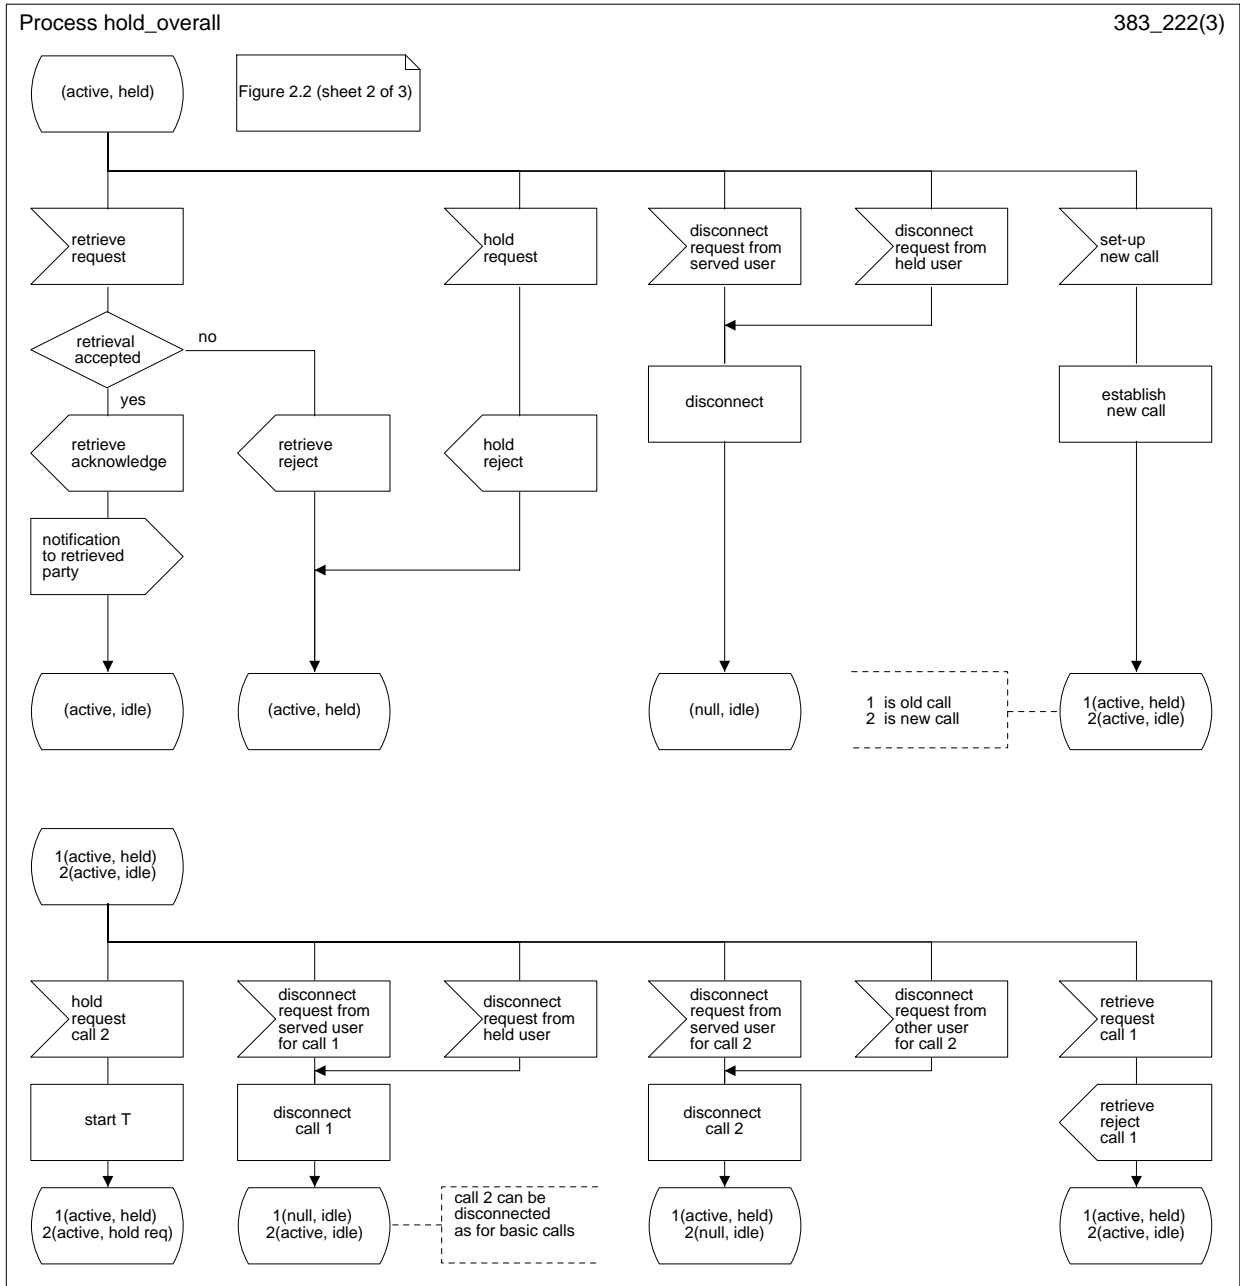 Process hold_overall
383_222(3)
(active, held)
Figure 2.2 (sheet 2 of 3)
retrieve
request
hold
request
disconnect
request from
served user
disconnect
request from
held user
set-up
new call
retrieval
accepted
no
yes
disconnect
establish
new call
retrieve
acknowledge
retrieve
reject
hold
reject
notification
to retrieved
party
(active, idle)
(active, held)
(null, idle)
1 is old call
2 is new call
1(active, held)
2(active, idle)
1(active, held)
2(active, idle)
hold
request
call 2
disconnect
request from
served user
for call 1
disconnect
request from
held user
disconnect
request from
served user
for call 2
disconnect
request from
other user
for call 2
retrieve
request
call 1
start T
disconnect
call 1
disconnect
call 2
retrieve
reject
call 1
1(active, held)
2(active, hold req)
1(null, idle)
2(active, idle)
call 2 can be
disconnected
as for basic calls
1(active, held)
2(null, idle)
1(active, held)
2(active, idle)